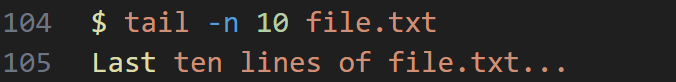 104 $ tail -n 10 file.txt
105 Last ten lines of file.txt...